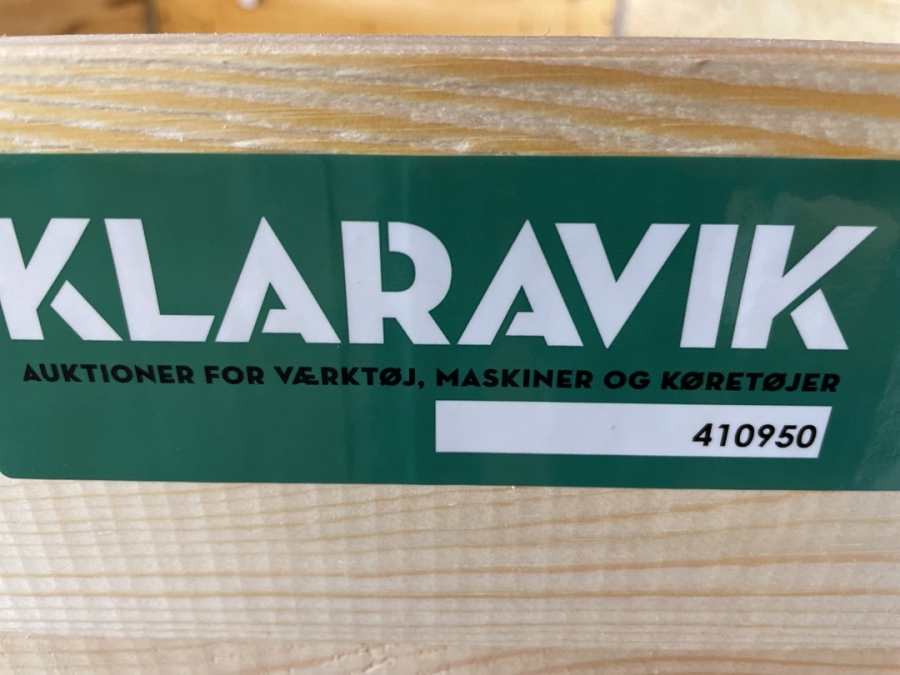 KLARAVIK
AUKTIONER FOR VÆRKTØJ, MASKINER OG KØRETØJER
410950